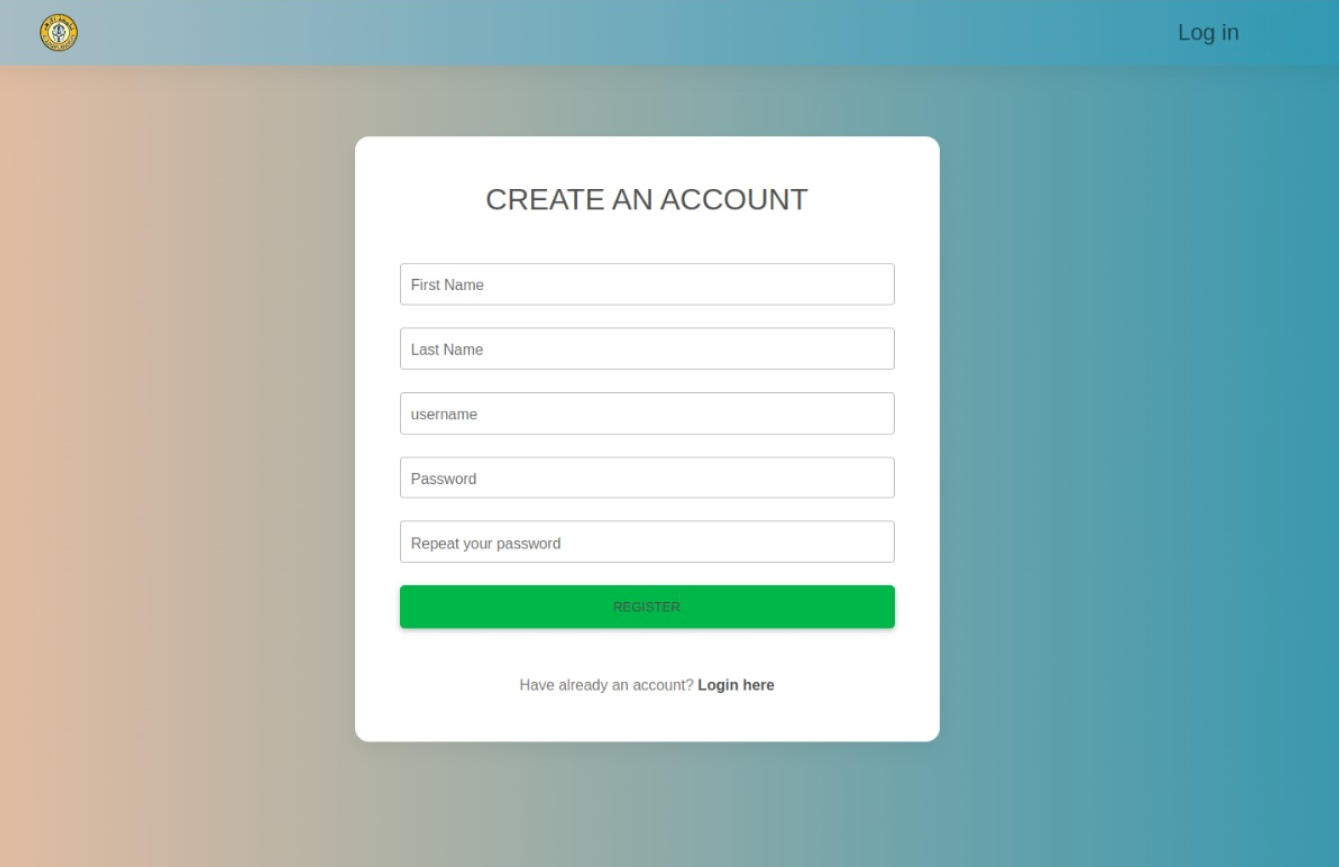 Log in
CREATE AN ACCOUNT
First Name
Last Name
username
Password
Repeat your password
REGISTER
Have already an account? Login here